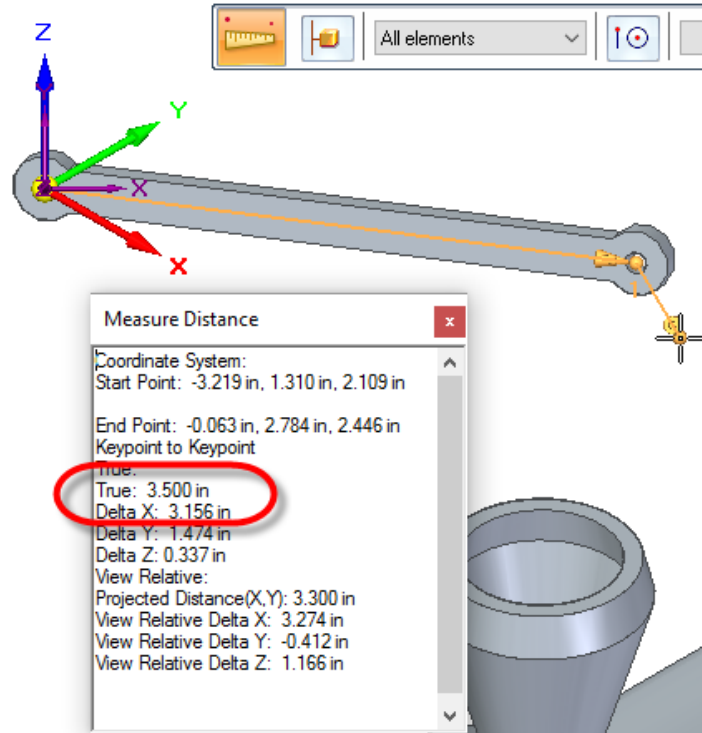 Z
All elements
Y
X
X
Measure Distance
x
Coordinate System:
Start Point: -3.219 in, 1.310 in, 2.109 in
End Point: -0.063 in, 2.784 in, 2.446 in
Keypoint to Keypoint
True:
True: 3.500 in
Delta X: 3.156 in
Delta Y: 1.474 in
Delta Z: 0.337 in
View Relative:
Projected Distance(X,Y): 3.300 in
View Relative Delta X: 3.274 in
View Relative Delta Y: -0.412 in
View Relative Delta Z: 1.166 in